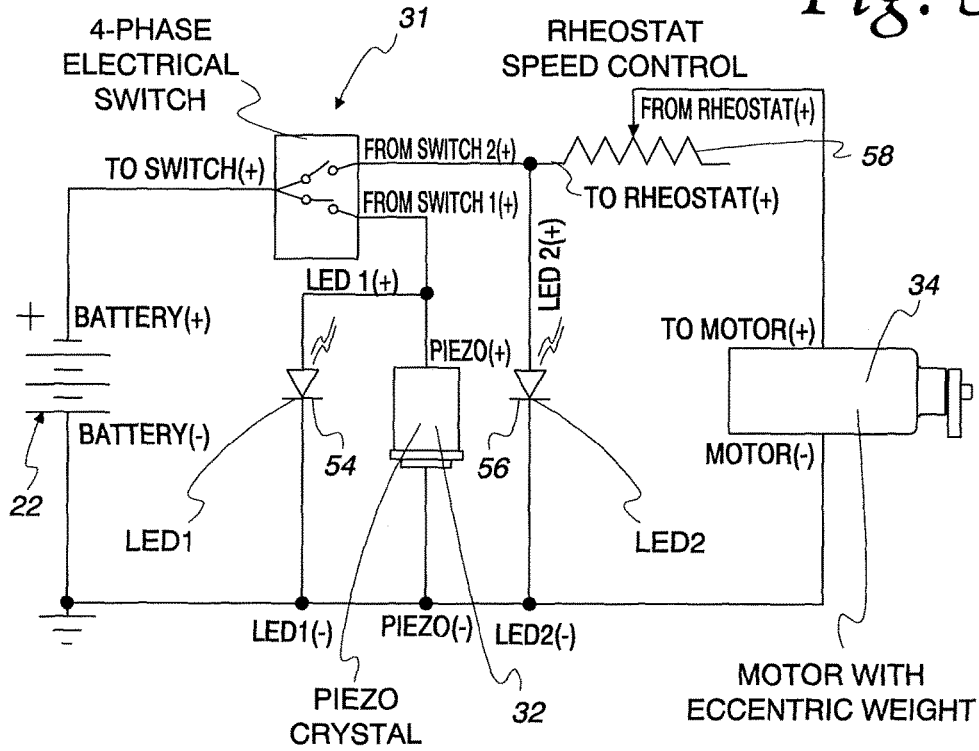 Fig.
31
4-PHASE
ELECTRICAL
SWITCH
RHEOSTAT
SPEED CONTROL
FROM RHEOSTAT(+)
58
FROM SWITCH 2(+)
TO SWITCH(+)
TO RHEOSTAT(+)
FROM SWITCH 1(+)
LED 1(+)
LED 2(+)
34
+
BATTERY(+)
TO MOTOR(+)
PIEZO(+)
BATTERY(-)
54
56
MOTOR(-)
22
LED1
LED2
LED1(-)
PIEZO(-)
LED2(-)
PIEZO
CRYSTAL
32
MOTOR WITH
ECCENTRIC WEIGHT